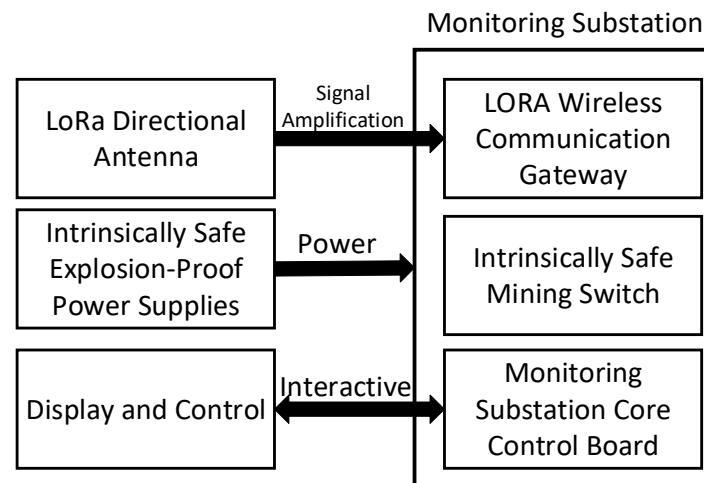 Monitoring Substation
LoRa Directional
Antenna
Signal
Amplification
LORA Wireless
Communication
Gateway
Intrinsically Safe
Explosion-Proof
Power Supplies
Power
Intrinsically Safe
Mining Switch
Display and Control
Interactive
Monitoring
Substation Core
Control Board